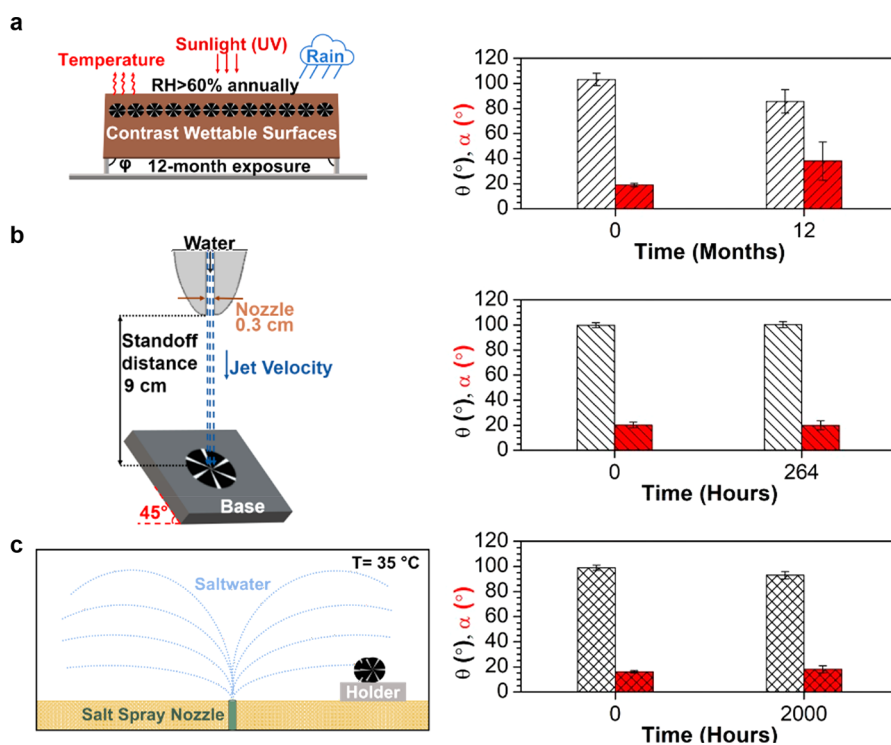 a
Sunlight (UV)
Temperature
Rain
RH>60% annually
Contrast Wettable Surfaces
φ
12-month exposure
θ (°), α (°)
120
100
80
60
40
20
0
0
12
Time (Months)
b
Water
Nozzle
0.3 cm
Standoff
distance
9 cm
Jet Velocity
Base
45°
θ (°), α (°)
120
100
80
60
40
20
0
0
264
Time (Hours)
c
T= 35 °C
Saltwater
Holder
Salt Spray Nozzle
θ (°), α (°)
120
100
80
60
40
20
0
0
2000
Time (Hours)